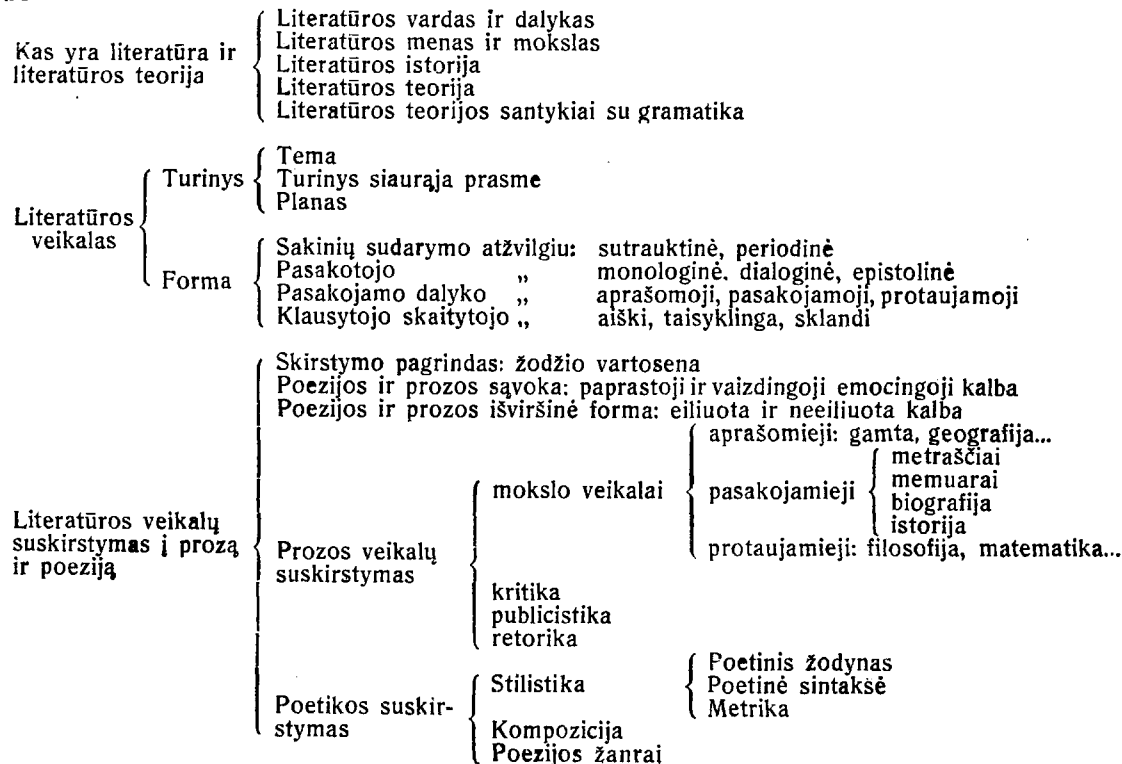 Kas yra literatūra ir
literatūros teorija
Literatūros vardas ir dalykas
Literatūros menas ir mokslas
Literatūros istorija
Literatūros teorija
Literatūros teorijos santykiai su gramatika
Literatūros
veikalas
Turinys
Tema
Turinys siaurąja prasme
Planas
Forma
Sakinių sudarymo atžvilgiu: sutrauktinė, periodinė
Pasakotojo „ monologinė, dialoginė, epistolinė
Pasakojamo dalyko „ aprašomoji, pasakojamoji, protaujamoji
Klausytojo skaitytojo „ aiški, taisyklinga, sklandi
Literatūros veikalų
suskirstymas į prozą
ir poeziją
Skirstymo pagrindas: žodžio vartosena
Poezijos ir prozos sąvoka: paprastoji ir vaizdingoji emocingoji kalba
Poezijos ir prozos išviršinė forma: eiliuota ir neeiliuota kalba
Prozos veikalų
suskirstymas
mokslo veikalai
aprašomieji: gamta, geografija...
pasakojamieji
metraščiai
memuarai
biografija
istorija
protaujamieji: filosofija, matematika...
kritika
publicistika
retorika
Poetikos suskir-
stymas
Stilistika
Poetinis žodynas
Poetinė sintaksė
Metrika
Kompozicija
Poezijos žanrai